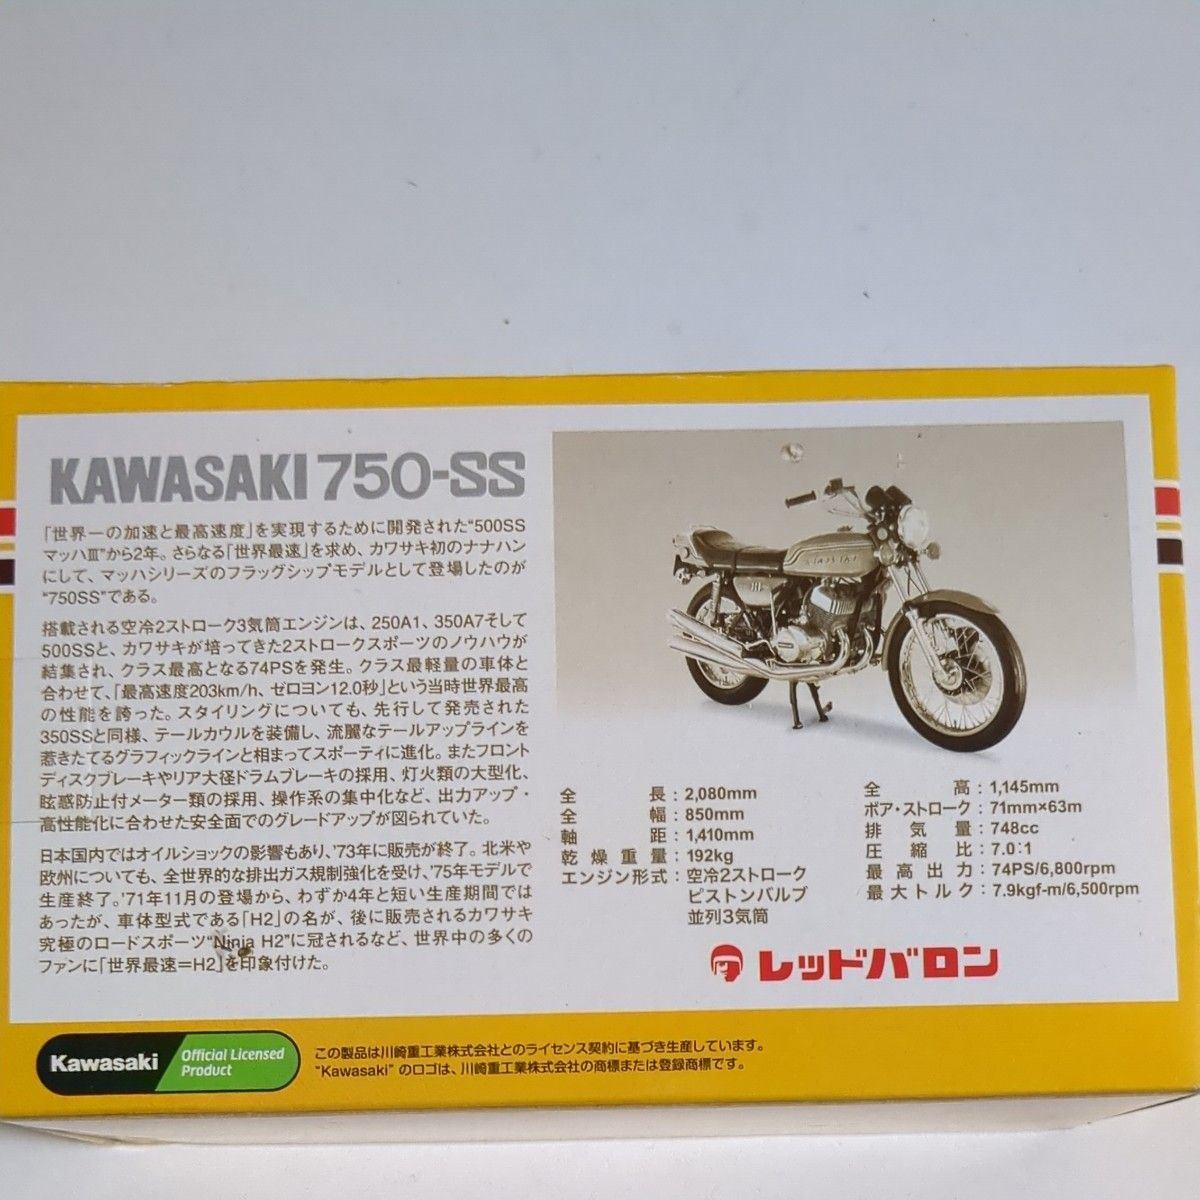 KAWASAKI 750-SS
「世界一の加速と最高速度」を実現するために開発された"500SS
マッハⅢ"から2年。さらなる「世界最速」を求め、カワサキ初のナナハン
にして、マッハシリーズのフラッグシップモデルとして登場したのが
"750SS"である。
搭載される空冷2ストローク3気筒エンジンは、250A1、350A7そして
500SSと、カワサキが培ってきた2ストロークスポーツのノウハウが
結集され、クラス最高となる74PSを発生。クラス最軽量の車体と
合わせて、「最高速度203km/h、ゼロヨン12.0秒」という当時世界最高
の性能を誇った。スタイリングについても、先行して発売された
350SSと同様、テールカウルを装備し、流麗なテールアップラインを
惹きたてるグラフィックラインと相まってスポーティに進化。またフロント
ディスクブレーキやリア大径ドラムブレーキの採用、灯火類の大型化、
眩惑防止付メーター類の採用、操作系の集中化など、出力アップ・
高性能化に合わせた安全面でのグレードアップが図られていた。
日本国内ではオイルショックの影響もあり、'73年に販売が終了。北米や
欧州についても、全世界的な排出ガス規制強化を受け、'75年モデルで
生産終了。'71年11月の登場から、わずか4年と短い生産期間では
あったが、車体型式である「H2」の名が、後に販売されるカワサキ
究極のロードスポーツ"Ninja H2"に冠されるなど、世界中の多くの
ファンに「世界最速=H2」を印象付けた。
KAWASAKI
全長:2,080mm
全幅:850mm
軸距:1,410mm
乾燥重量:192kg
エンジン形式:空冷2ストローク
ピストンバルブ
並列3気筒
全高:1,145mm
ボア・ストローク:71mm×63m
排気量:748cc
圧縮比:7.0:1
最高出力:74PS/6,800rpm
最大トルク:7.9kgf-m/6,500rpm
レッドバロン
Kawasaki
Official Licensed
Product
この製品は川崎重工業株式会社とのライセンス契約に基づき生産しています。
"Kawasaki"のロゴは、川崎重工業株式会社の商標または登録商標です。